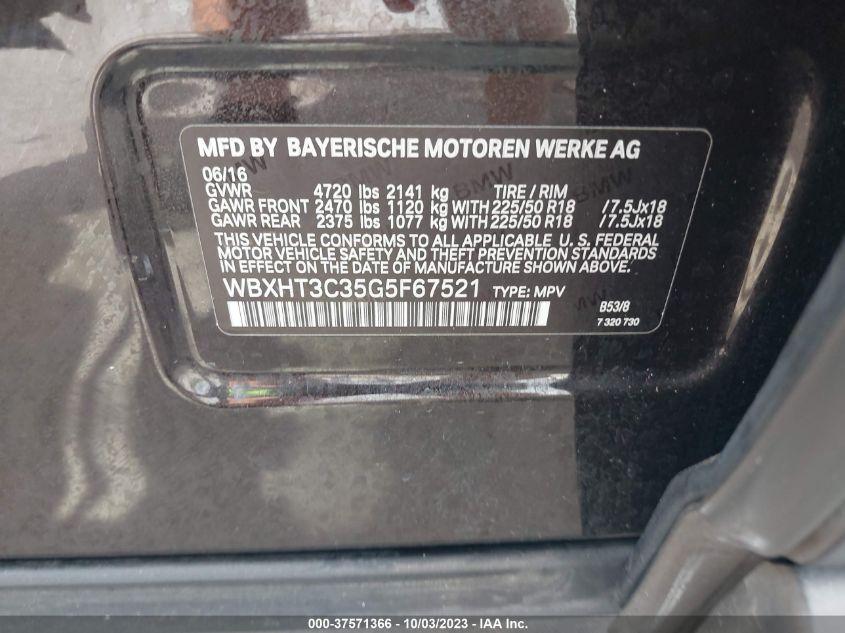 MFD BY BAYERISCHE MOTOREN WERKE AG
06/16
GVWR 4720 lbs 2141 kg TIRE / RIM
GAWR FRONT 2470 lbs 1120 kg WITH 225/50 R18 /7.5Jx18
GAWR REAR 2375 lbs 1077 kg WITH 225/50 R18 /7.5Jx18
THIS VEHICLE CONFORMS TO ALL APPLICABLE U. S. FEDERAL
MOTOR VEHICLE SAFETY AND THEFT PREVENTION STANDARDS
IN EFFECT ON THE DATE OF MANUFACTURE SHOWN ABOVE.
WBXHT3C35G5F67521 TYPE: MPV B53/8
7 320 730
BMW
BMW
BMW
000-37571366 - 10/03/2023 - IAA Inc.